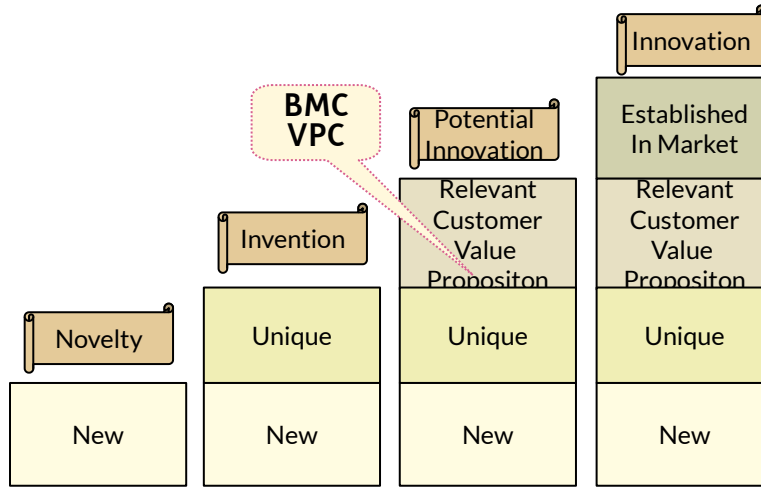 Innovation
BMC
VPC
Potential
Innovation
Established
In Market
Invention
Relevant
Customer
Value
Propositon
Relevant
Customer
Value
Propositon
Novelty
Unique
Unique
Unique
New
New
New
New